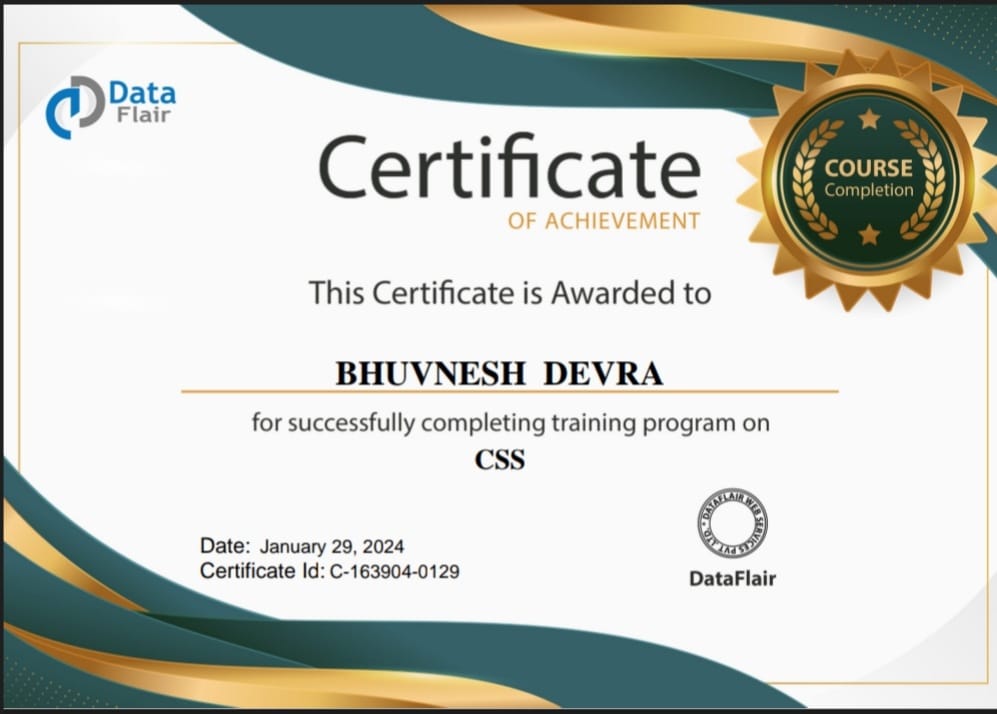 Data
Flair
Certificate
OF ACHIEVEMENT
COURSE
Completion
This Certificate is Awarded to
BHUVNESH DEVRA
for successfully completing training program on
CSS
Date: January 29, 2024
Certificate Id: C-163904-0129
DATAFLAIR WEB SERVICES PVT. LTD.
DataFlair